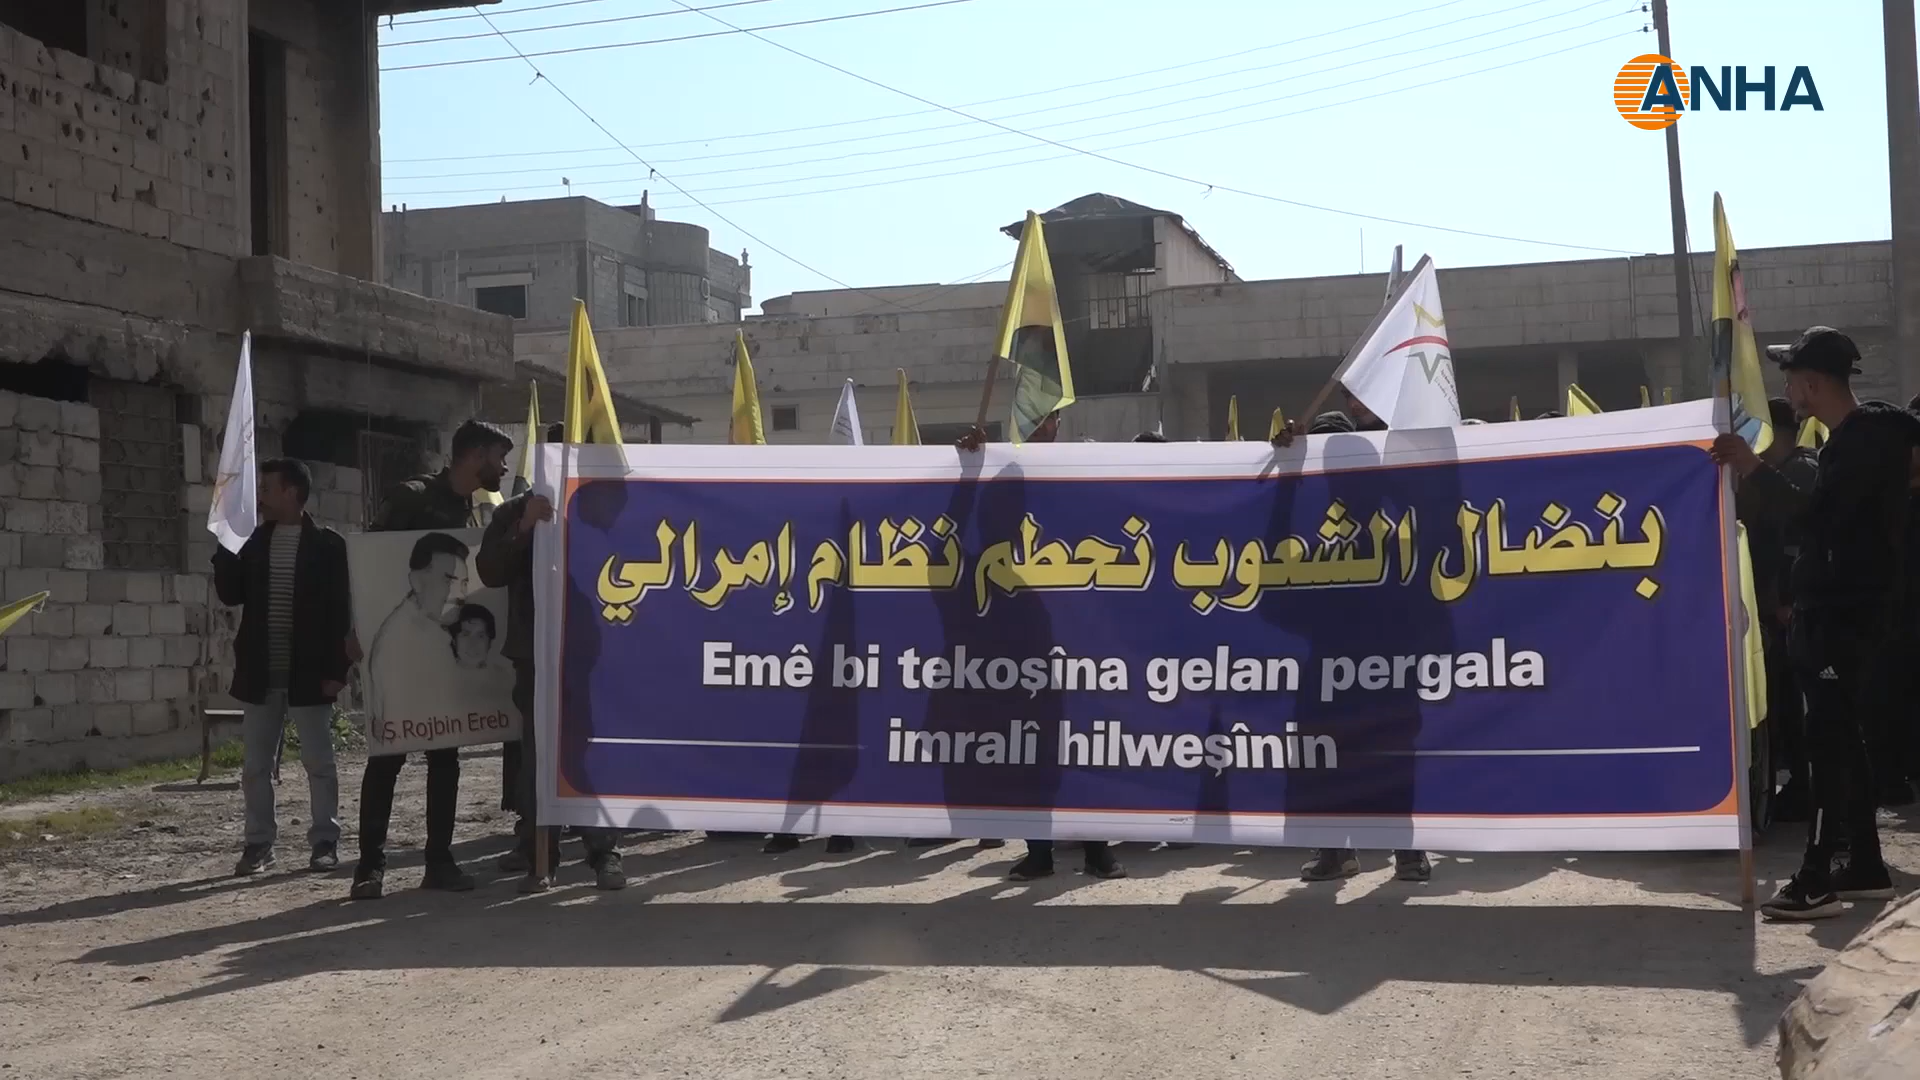 ANHA
بنضال الشعوب نحطم نظام إمرالي
Emê bi tekoşîna gelan pergala
imralî hilweşînin
Ş.Rojbin Ereb